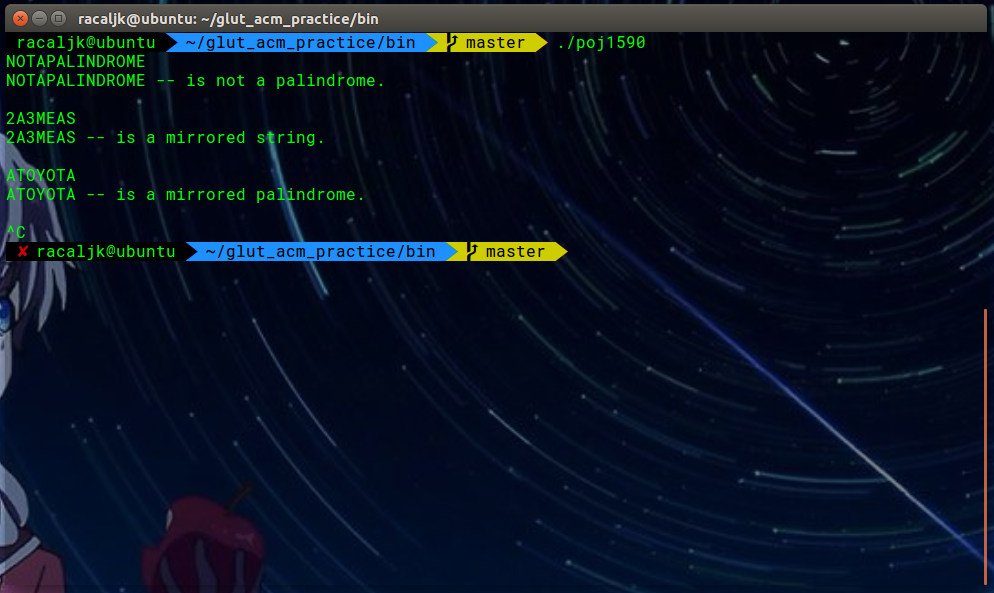 racaljk@ubuntu: ~/glut_acm_practice/bin
racaljk@ubuntu ~/glut_acm_practice/bin master ./poj1590
NOTAPALINDROME
NOTAPALINDROME -- is not a palindrome.
2A3MEAS
2A3MEAS -- is a mirrored string.
ATOYOTA
ATOYOTA -- is a mirrored palindrome.
^C
✘ racaljk@ubuntu ~/glut_acm_practice/bin master